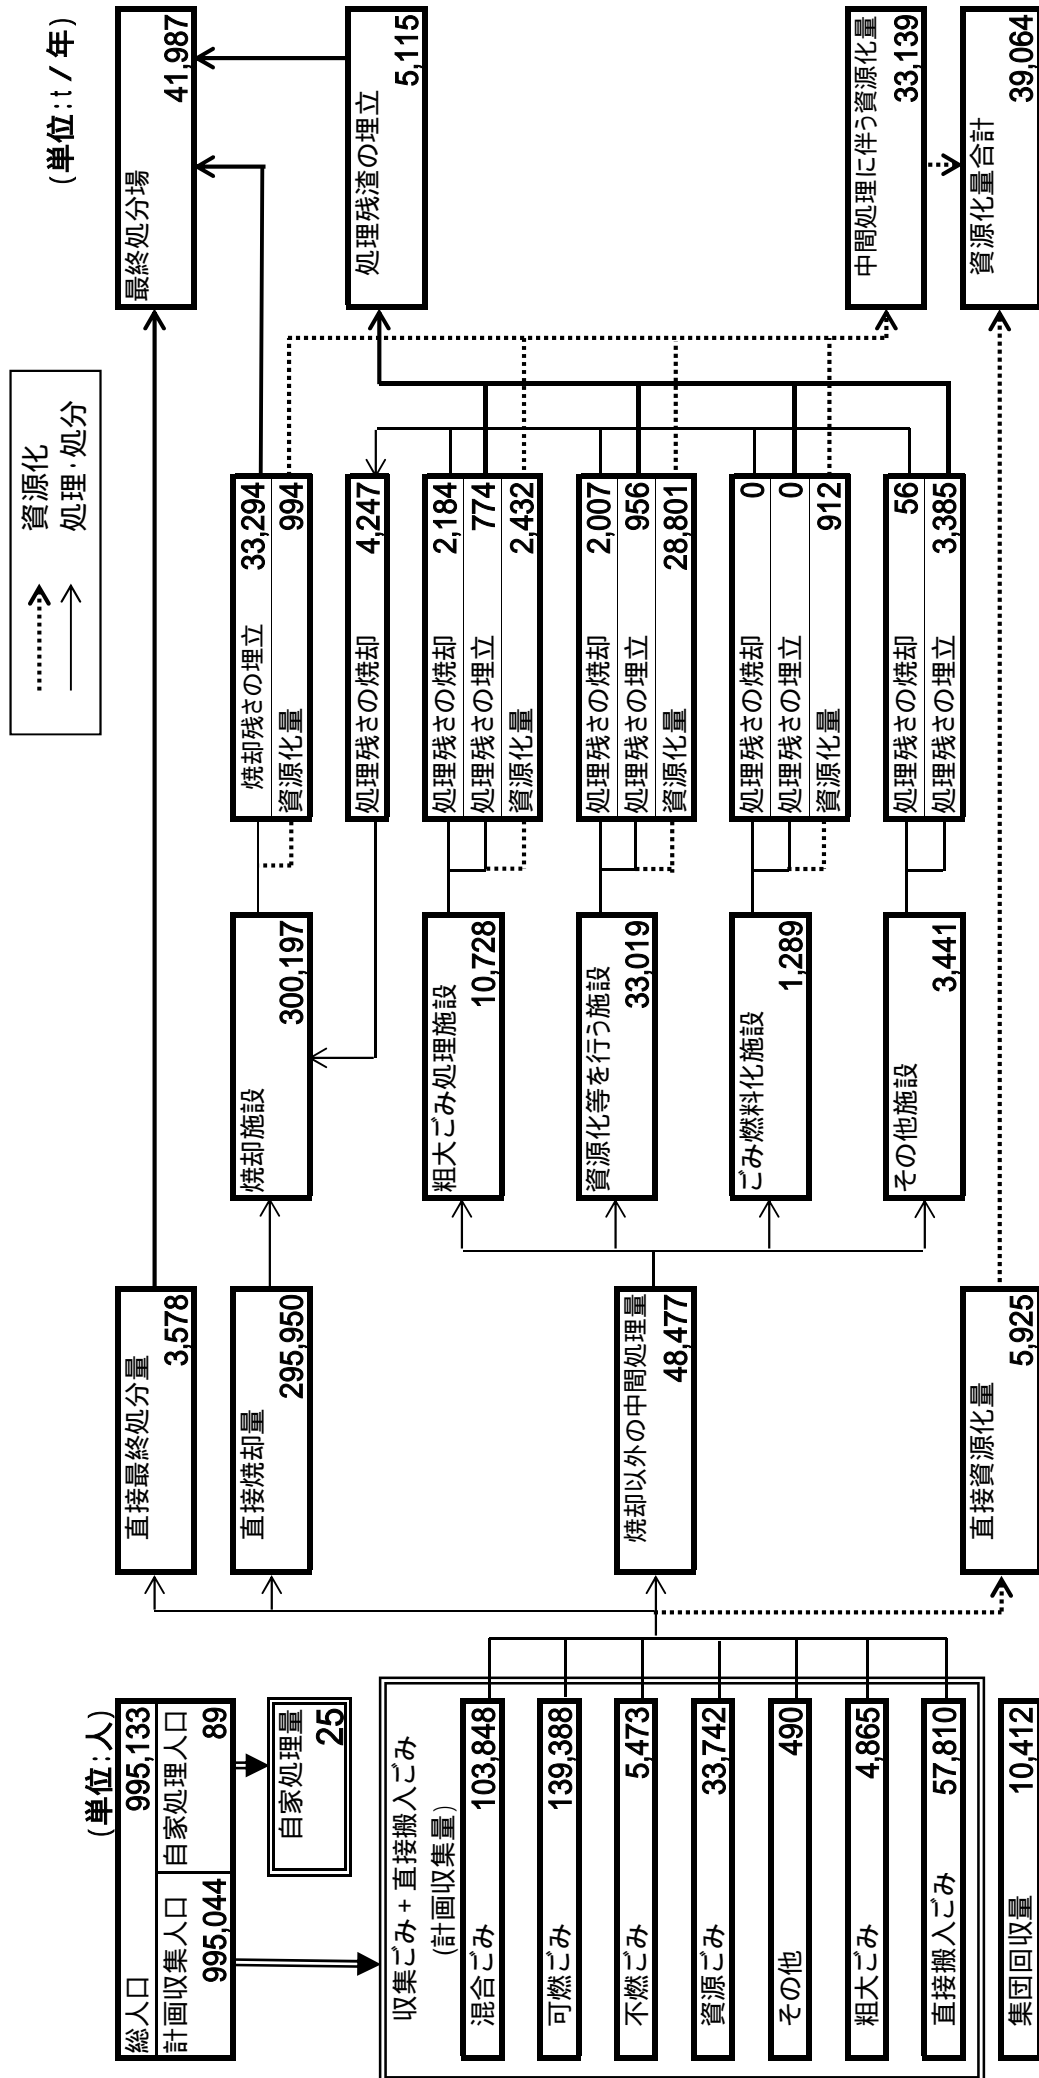 (単位:人)
総人口 995,133
計画収集人口 995,044
自家処理人口 89
自家処理量
25
収集ごみ + 直接搬入ごみ
(計画収集量)
混合ごみ 103,848
可燃ごみ 139,388
不燃ごみ 5,473
資源ごみ 33,742
その他 490
粗大ごみ 4,865
直接搬入ごみ 57,810
集団回収量 10,412
直接最終処分量
3,578
直接焼却量
295,950
焼却以外の中間処理量
48,477
直接資源化量
5,925
焼却施設
300,197
粗大ごみ処理施設
10,728
資源化等を行う施設
33,019
ごみ燃料化施設
1,289
その他施設
3,441
資源化
処理・処分
焼却残さの埋立 33,294
資源化量 994
処理残さの焼却 4,247
処理残さの焼却 2,184
処理残さの埋立 774
資源化量 2,432
処理残さの焼却 2,007
処理残さの埋立 956
資源化量 28,801
処理残さの焼却 0
処理残さの埋立 0
資源化量 912
処理残さの焼却 56
処理残さの埋立 3,385
(単位:t / 年)
最終処分場
41,987
処理残渣の埋立
5,115
中間処理に伴う資源化量
33,139
資源化量合計
39,064